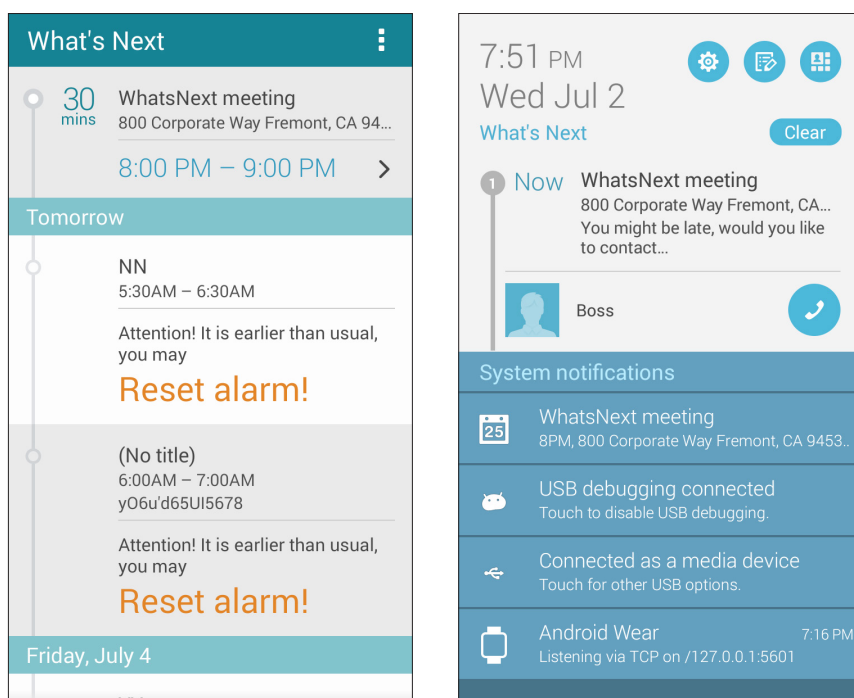 What's Next
30
mins
WhatsNext meeting
800 Corporate Way Fremont, CA 94...
8:00 PM – 9:00 PM
Tomorrow
NN
5:30AM – 6:30AM
Attention! It is earlier than usual,
you may
Reset alarm!
(No title)
6:00AM – 7:00AM
yO6u'd65UI5678
Attention! It is earlier than usual,
you may
Reset alarm!
Friday, July 4
7:51 PM
Wed Jul 2
What's Next
Clear
1
Now
WhatsNext meeting
800 Corporate Way Fremont, CA...
You might be late, would you like
to contact...
Boss
System notifications
25
WhatsNext meeting
8PM, 800 Corporate Way Fremont, CA 9453..
USB debugging connected
Touch to disable USB debugging.
Connected as a media device
Touch for other USB options.
Android Wear
7:16 PM
Listening via TCP on /127.0.0.1:5601